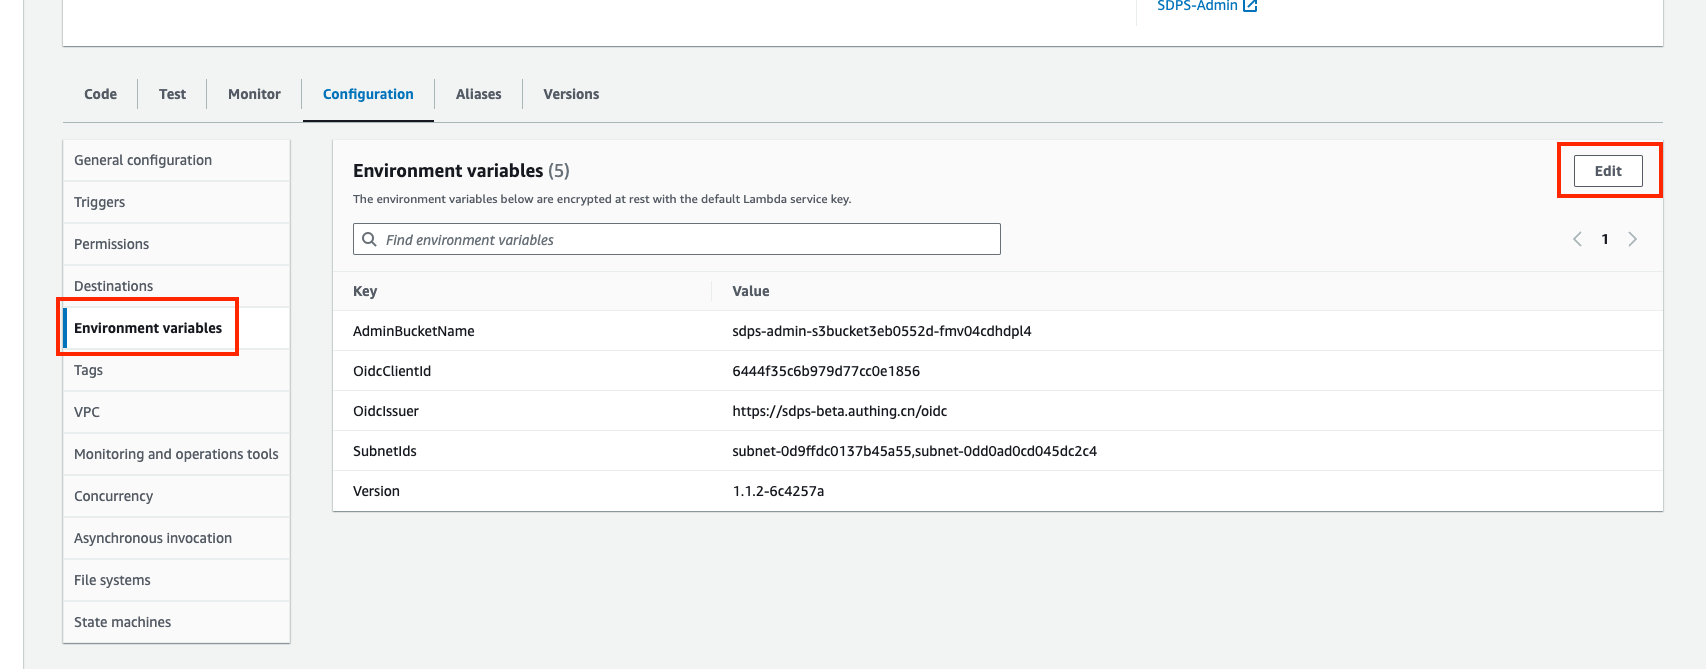 SDPS-Admin
Code Test Monitor Configuration Aliases Versions
General configuration
Triggers
Permissions
Destinations
Environment variables
Tags
VPC
Monitoring and operations tools
Concurrency
Asynchronous invocation
File systems
State machines
Environment variables (5)
Edit
The environment variables below are encrypted at rest with the default Lambda service key.
Find environment variables
1
Key Value
AdminBucketName sdps-admin-s3bucket3eb0552d-fmv04cdhdpl4
OidcClientId 6444f35c6b979d77cc0e1856
OidcIssuer https://sdps-beta.authing.cn/oidc
SubnetIds subnet-0d9ffdc0137b45a55,subnet-0dd0ad0cd045dc2c4
Version 1.1.2-6c4257a